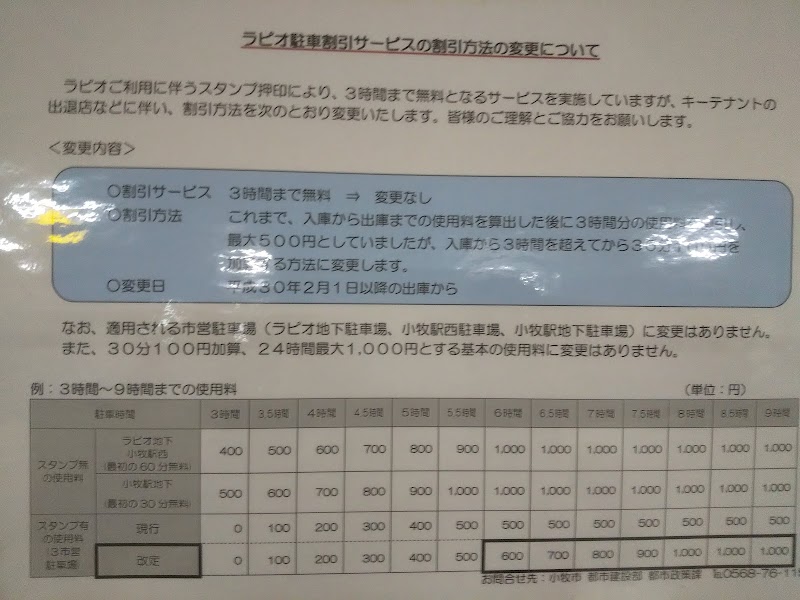 ラピオ駐車割引サービスの割引方法の変更について
ラピオご利用に伴うスタンプ押印により、3時間まで無料となるサービスを実施していますが、キーテナントの
出退店などに伴い、割引方法を次のとおり変更いたします。皆様のご理解とご協力をお願いします。
＜変更内容＞
〇割引サービス　３時間まで無料　⇒　変更なし
〇割引方法　これまで、入庫から出庫までの使用料を算出した後に３時間分の使用料を
最大５００円としていましたが、入庫から３時間を超えてから３０分１００円を
する方法に変更します。
〇変更日　平成３０年２月１日以降の出庫から
なお、適用される市営駐車場（ラピオ地下駐車場、小牧駅西駐車場、小牧駅地下駐車場）に変更はありません。
また、３０分１００円加算、２４時間最大１,０００円とする基本の使用料に変更はありません。
例：３時間～９時間までの使用料　（単位：円）
駐車時間 3時間 3.5時間 4時間 4.5時間 5時間 5.5時間 6時間 6.5時間 7時間 7.5時間 8時間 8.5時間 9時間
スタンプ無の使用料
ラピオ地下
小牧駅西
(最初の60分無料) 400 500 600 700 800 900 1,000 1,000 1,000 1,000 1,000 1,000 1,000
小牧駅地下
(最初の30分無料) 500 600 700 800 900 1,000 1,000 1,000 1,000 1,000 1,000 1,000 1,000
スタンプ有の使用料
(3市営駐車場)
現行 0 100 200 300 400 500 500 500 500 500 500 500 500
改定 0 100 200 300 400 500 600 700 800 900 1,000 1,000 1,000
お問合せ先：小牧市 都市建設部 都市政策課 ℡0568-76-11